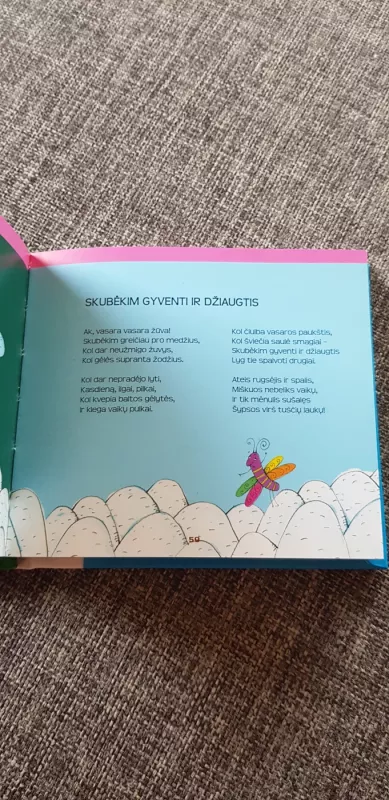 SKUBĖKIM GYVENTI IR DŽIAUGTIS
Ak, vasara vasara žūva!
Skubėkim greičiau pro medžius,
Kol dar neužmigo žuvys,
Kol gėlės supranta žodžius.
Kol dar nepradėjo lyti,
Kasdieną, ilgai, pilkai,
Kol kvepia baltos gėlytės,
Ir klega vaikų pulkai.
Kol čiulba vasaros paukštis,
Kol šviečia saulė smagiai -
Skubėkim gyventi ir džiaugtis
Lyg tie spalvoti drugiai.
Ateis rugsėjis ir spalis,
Miškuos nebeliks vaikų,
Ir tik mėnulis sušalęs
Šypsos virš tuščių laukų!
50